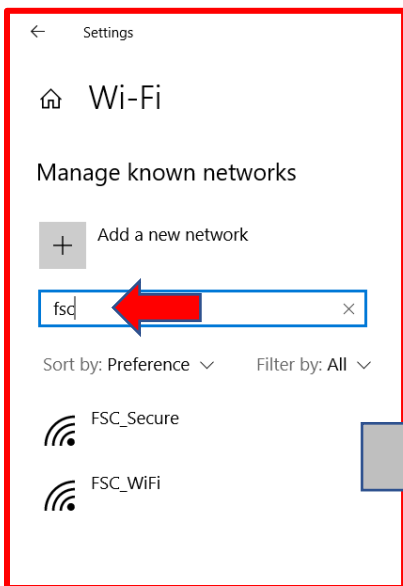 Settings
Wi-Fi
Manage known networks
Add a new network
fsc
Sort by: Preference Filter by: All
FSC_Secure
FSC_WiFi